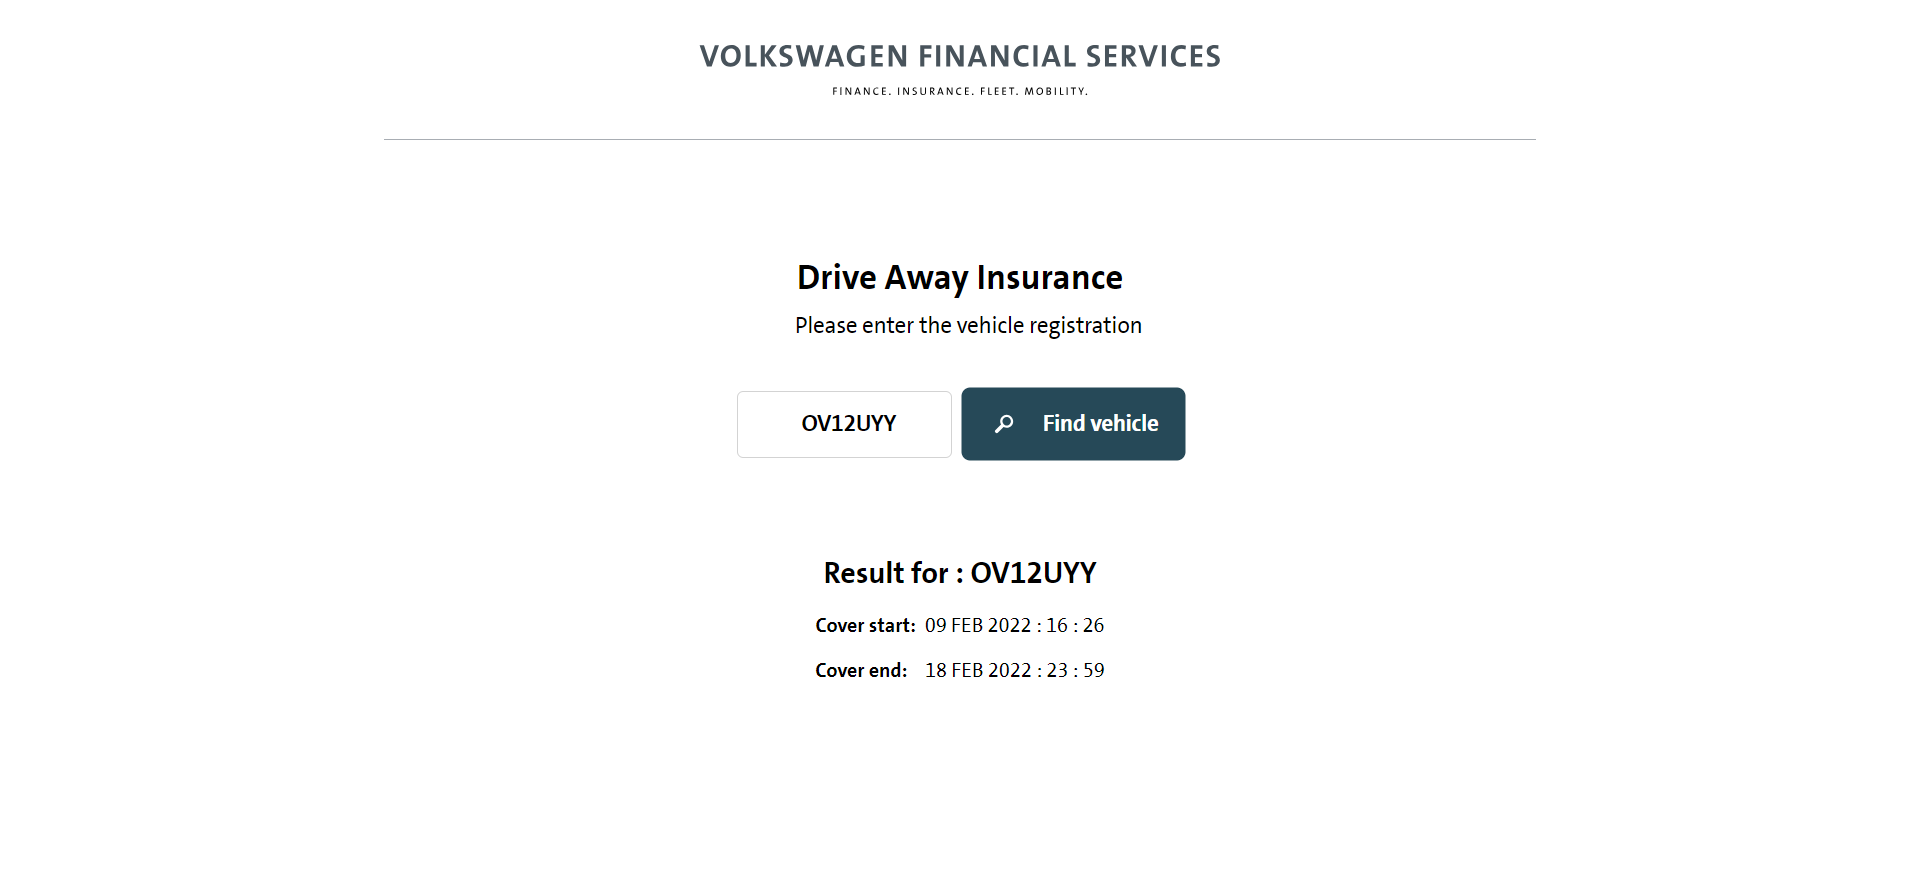 VOLKSWAGEN FINANCIAL SERVICES
FINANCE. INSURANCE. FLEET. MOBILITY.
Drive Away Insurance
Please enter the vehicle registration
OV12UYY Find vehicle
Result for : OV12UYY
Cover start: 09 FEB 2022 : 16 : 26
Cover end: 18 FEB 2022 : 23 : 59